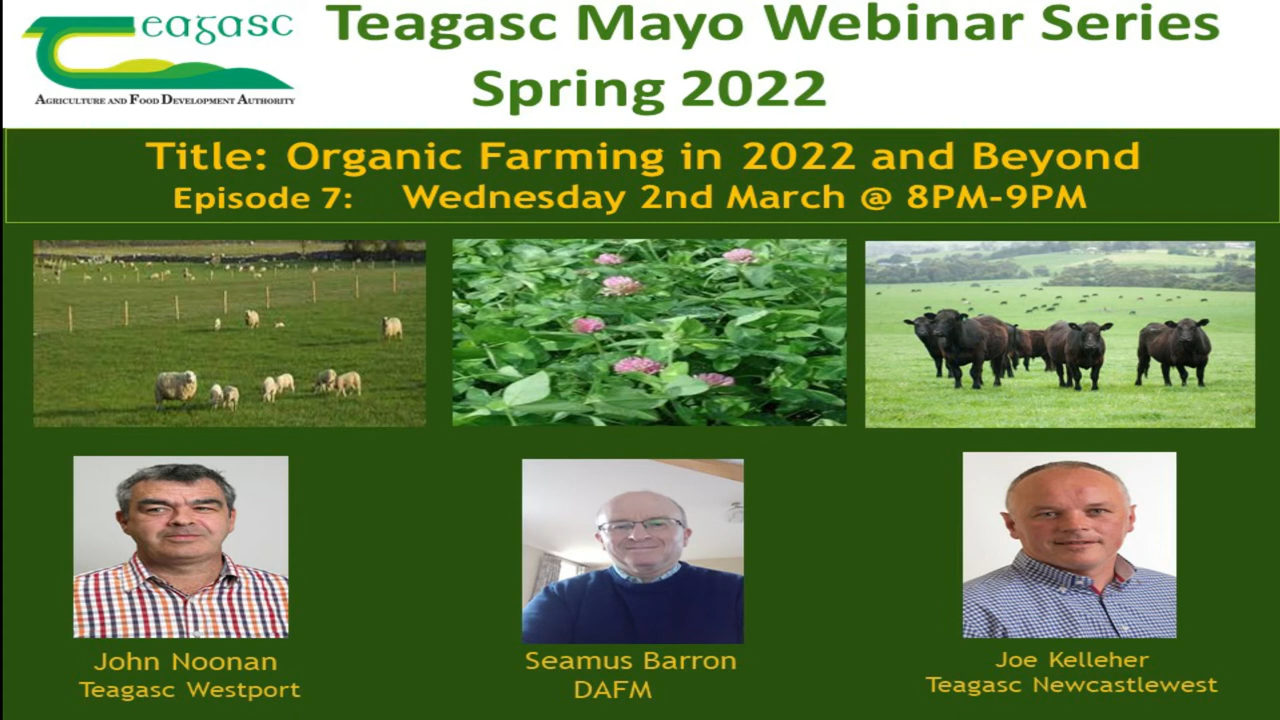 Teagasc
AGRICULTURE AND FOOD DEVELOPMENT AUTHORITY
Teagasc Mayo Webinar Series
Spring 2022
Title: Organic Farming in 2022 and Beyond
Episode 7: Wednesday 2nd March @ 8PM-9PM
John Noonan
Teagasc Westport
Seamus Barron
DAFM
Joe Kelleher
Teagasc Newcastlewest